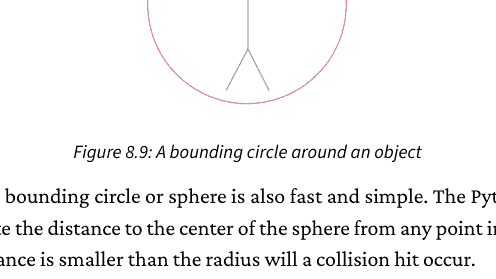 Figure 8.9: A bounding circle around an object
bounding circle or sphere is also fast and simple. The Pyt
te the distance to the center of the sphere from any point i
ance is smaller than the radius will a collision hit occur.